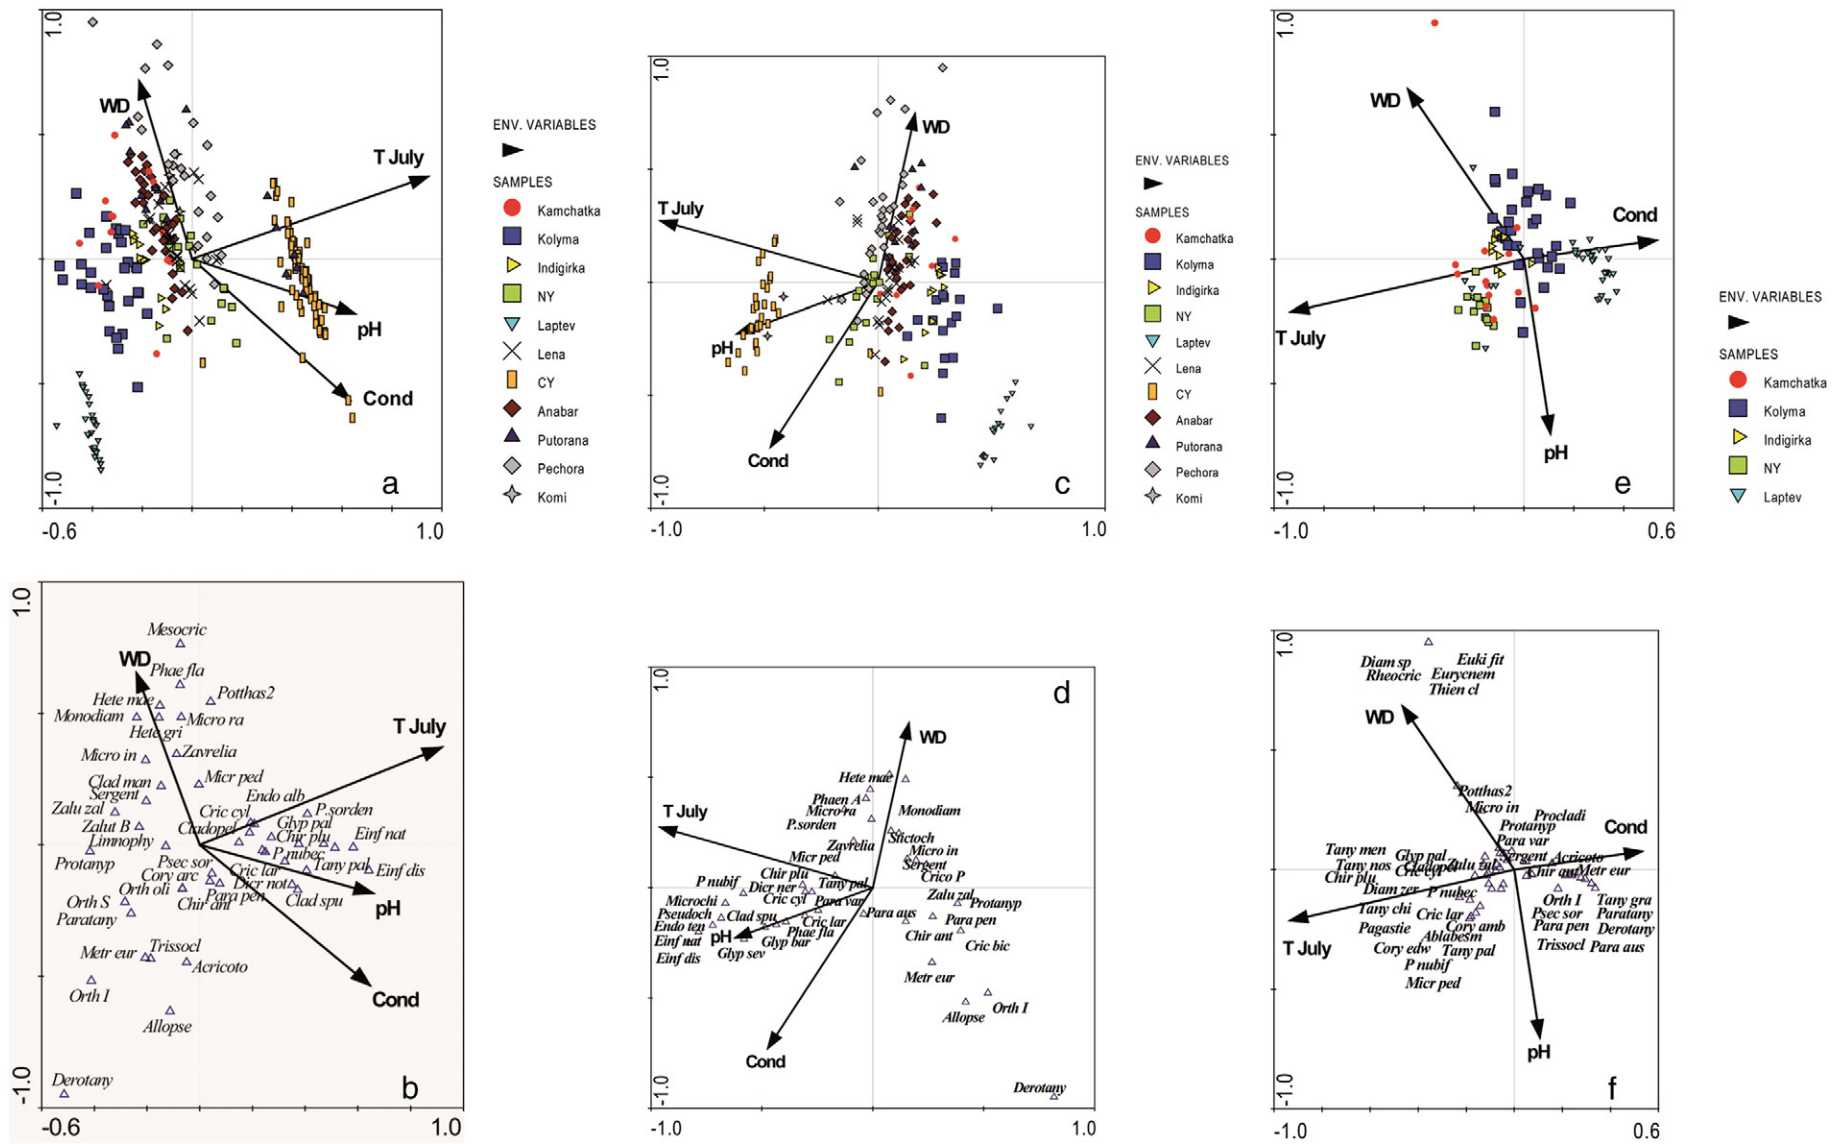 1.0
WD
T July
pH
Cond
-1.0
a
-0.6
1.0
ENV. VARIABLES
SAMPLES
Kamchatka
Kolyma
Indigirka
NY
Laptev
Lena
CY
Anabar
Putorana
Pechora
Komi
1.0
WD
T July
pH
Cond
-1.0
c
-1.0
1.0
ENV. VARIABLES
SAMPLES
Kamchatka
Kolyma
Indigirka
NY
Laptev
Lena
CY
Anabar
Putorana
Pechora
Komi
1.0
WD
Cond
T July
pH
-1.0
e
-1.0
0.6
ENV. VARIABLES
SAMPLES
Kamchatka
Kolyma
Indigirka
NY
Laptev
1.0
Mesocric
WD
Phae fla
Potthas2
Hete mae
Monodiam
Micro ra
Hete gri
T July
Micro in
Zavrelia
Clad man
Micr ped
Sergent
Endo alb
Zalu zal
Cric cyl
P.sorden
Zalut B
Cladopel
Glyp pal
Limnophy
Chir plu
Einf nat
Protanyp
Psec sor
P nubec
Cory arc
Cric lar
Tany pal
Einf dis
Orth oli
Dicr not
Orth S
Chir ant
Para pen
Clad spu
pH
Paratany
Metr eur
Trissocl
Acricoto
Orth I
Cond
Allopse
Derotany
-1.0
b
-0.6
1.0
1.0
d
WD
Hete mae
T July
Phaen A
Micro ra
Monodiam
P.sorden
Stictoch
Zavrelia
Micro in
Micr ped
Sergent
Chir plu
Crico P
P nubif
Dicr ner
Tany pal
Cric cyl
Zalu zal
Microchi
Para var
Protanyp
Pseudoch
Clad spu
Para aus
Para pen
Endo ten
Cric lar
Einf nat
pH
Phae fla
Chir ant
Glyp bar
Cric bic
Einf dis
Glyp sev
Metr eur
Orth I
Allopse
Cond
Derotany
-1.0
-1.0
1.0
1.0
Diam sp
Euki fit
Rheocric
Eurycnem
Thien cl
WD
Potthas2
Micro in
Procladi
Protanyp
Cond
Para var
Tany men
Glyp pal
Sergent
Acricoto
Tany nos
Cladopel
Zalu zal
Chir plu
Cric cyl
Chir ant
Metr eur
Diam zer
P nubec
Orth I
Tany gra
Tany chi
Cric lar
Psec sor
Paratany
Pagastie
Cory amb
Para pen
Derotany
T July
Ablabesm
Trissocl
Para aus
Cory edw
Tany pal
P nubif
Micr ped
pH
-1.0
f
-1.0
0.6